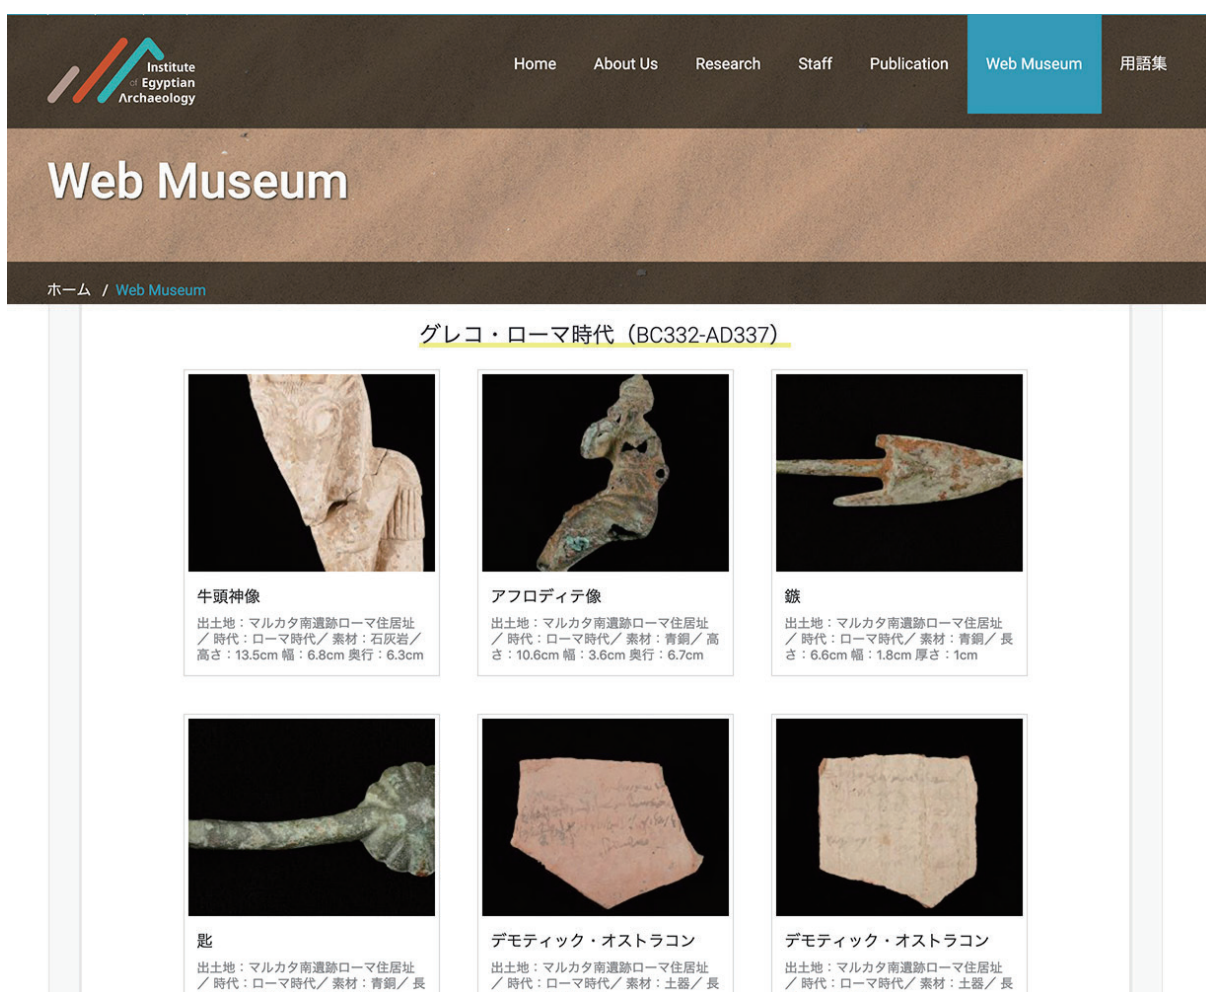 Institute
of Egyptian
Archaeology
Home About Us Research Staff Publication Web Museum 用語集
Web Museum
ホーム / Web Museum
グレコ・ローマ時代（BC332-AD337）
牛頭神像
出土地：マルカタ南遺跡ローマ住居址
／時代：ローマ時代／素材：石灰岩／
高さ：13.5cm 幅：6.8cm 奥行：6.3cm
アフロディテ像
出土地：マルカタ南遺跡ローマ住居址
／時代：ローマ時代／素材：青銅／高
さ：10.6cm 幅：3.6cm 奥行：6.7cm
鏃
出土地：マルカタ南遺跡ローマ住居址
／時代：ローマ時代／素材：青銅／長
さ：6.6cm 幅：1.8cm 厚さ：1cm
匙
出土地：マルカタ南遺跡ローマ住居址
／時代：ローマ時代／素材：青銅／長
デモティック・オストラコン
出土地：マルカタ南遺跡ローマ住居址
／時代：ローマ時代／素材：土器／長
デモティック・オストラコン
出土地：マルカタ南遺跡ローマ住居址
／時代：ローマ時代／素材：土器／長